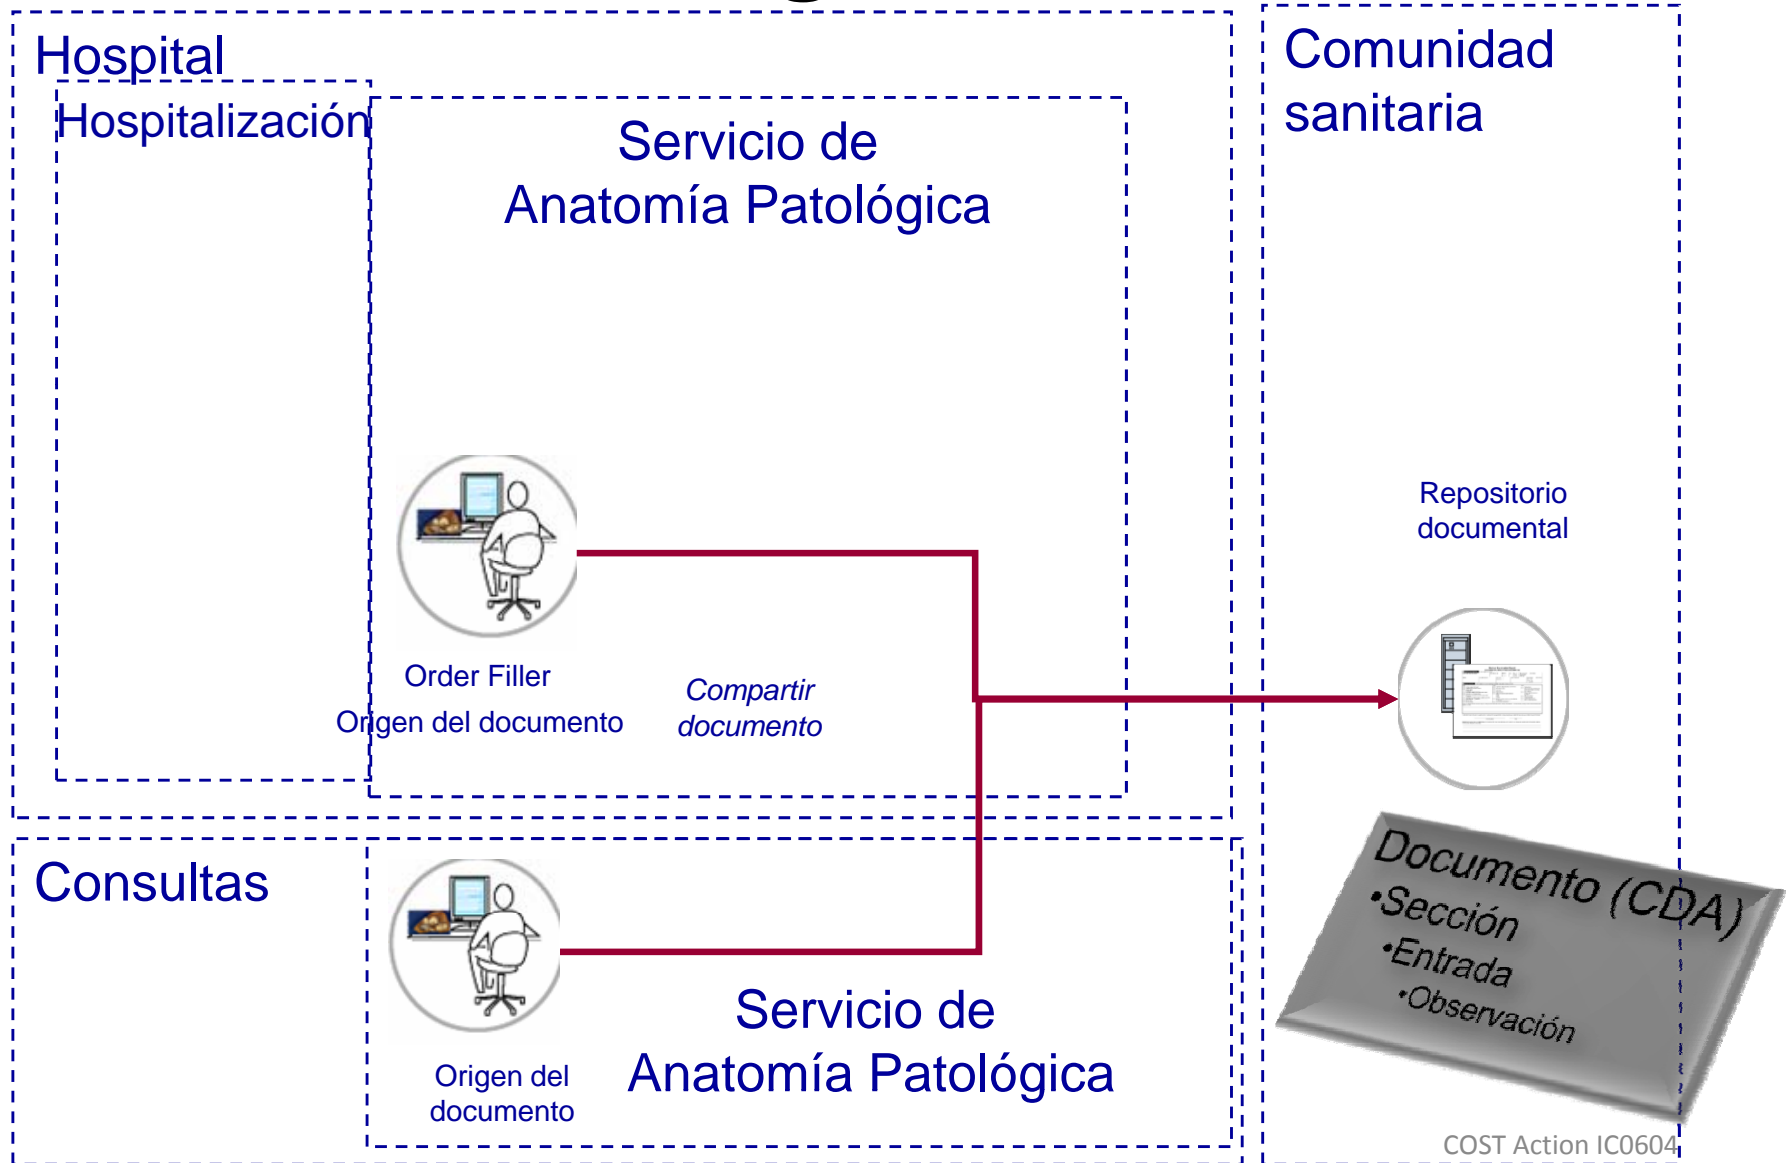 Hospital
Hospitalización
Servicio de
Anatomía Patológica
Comunidad
sanitaria
Repositorio
documental
Order Filler
Origen del documento
Compartir
documento
Consultas
Origen del
documento
Servicio de
Anatomía Patológica
Documento (CDA)
•Sección
•Entrada
•Observación
COST Action IC0604